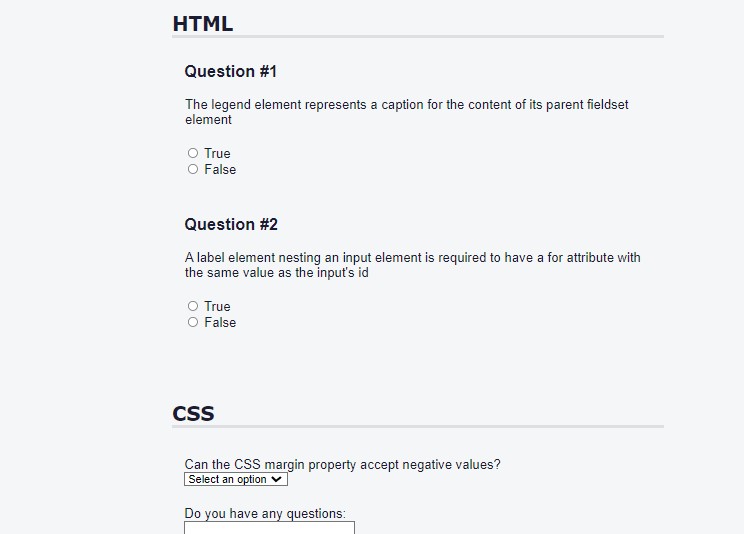 HTML
Question #1
The legend element represents a caption for the content of its parent fieldset
element
True
False
Question #2
A label element nesting an input element is required to have a for attribute with
the same value as the input's id
True
False
CSS
Can the CSS margin property accept negative values?
Select an option
Do you have any questions: